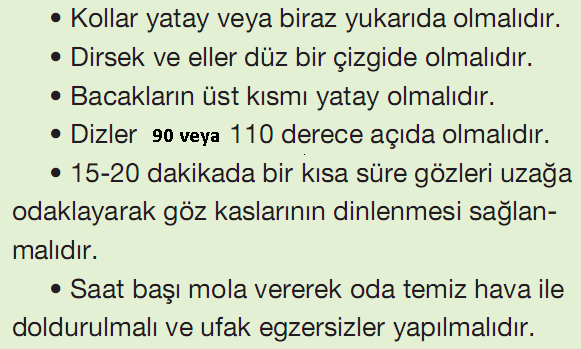 • Kollar yatay veya biraz yukarıda olmalıdır.
• Dirsek ve eller düz bir çizgide olmalıdır.
• Bacakların üst kısmı yatay olmalıdır.
• Dizler 90 veya 110 derece açıda olmalıdır.
• 15-20 dakikada bir kısa süre gözleri uzağa
odaklayarak göz kaslarının dinlenmesi sağlan-
malıdır.
• Saat başı mola vererek oda temiz hava ile
doldurulmalı ve ufak egzersizler yapılmalıdır.